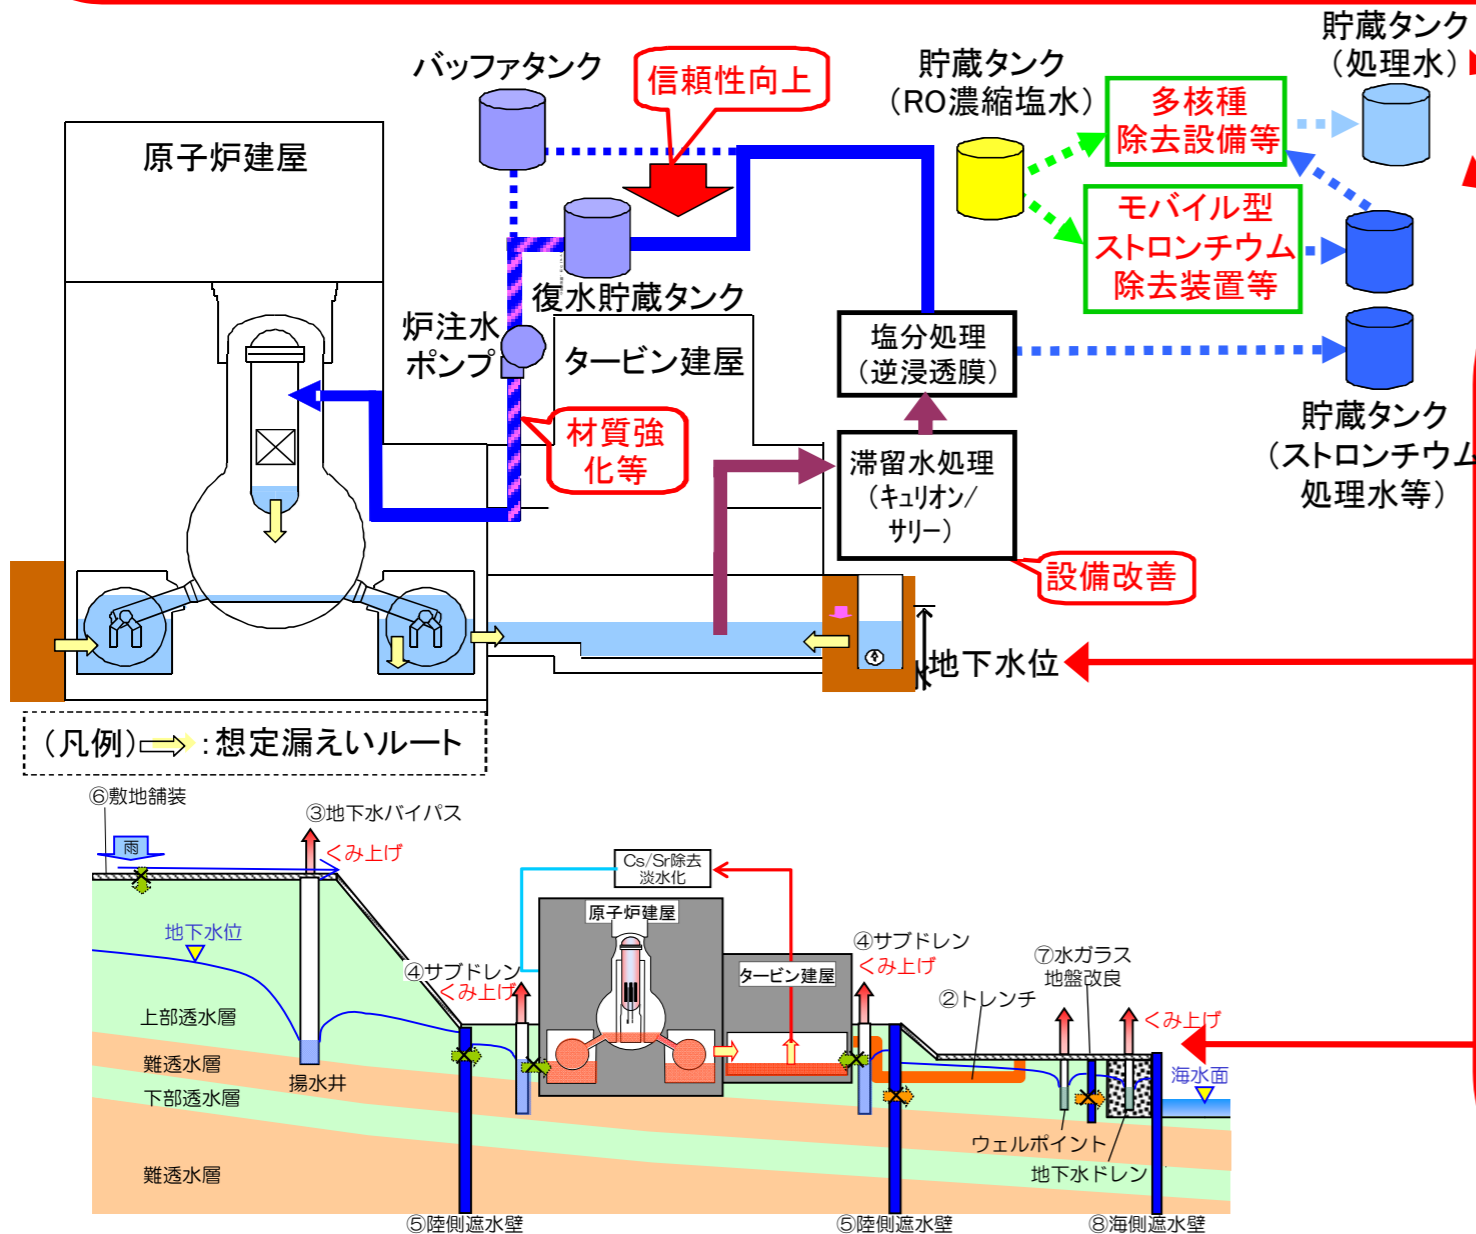 貯蔵タンク
（処理水）
バッファタンク
信頼性向上
貯蔵タンク
（RO濃縮塩水）
多核種
除去設備等
原子炉建屋
モバイル型
ストロンチウム
除去装置等
復水貯蔵タンク
炉注水
ポンプ
タービン建屋
塩分処理
（逆浸透膜）
貯蔵タンク
（ストロンチウム
処理水等）
材質強
化等
滞留水処理
（キュリオン/
サリー）
設備改善
地下水位
（凡例） ：想定漏えいルート
⑥敷地舗装
③地下水バイパス
雨
くみ上げ
Cs/Sr除去
淡水化
原子炉建屋
地下水位
④サブドレン
くみ上げ
④サブドレン
くみ上げ
タービン建屋
⑦水ガラス
地盤改良
②トレンチ
上部透水層
くみ上げ
難透水層
揚水井
海水面
下部透水層
ウェルポイント
地下水ドレン
難透水層
⑤陸側遮水壁
⑤陸側遮水壁
⑧海側遮水壁